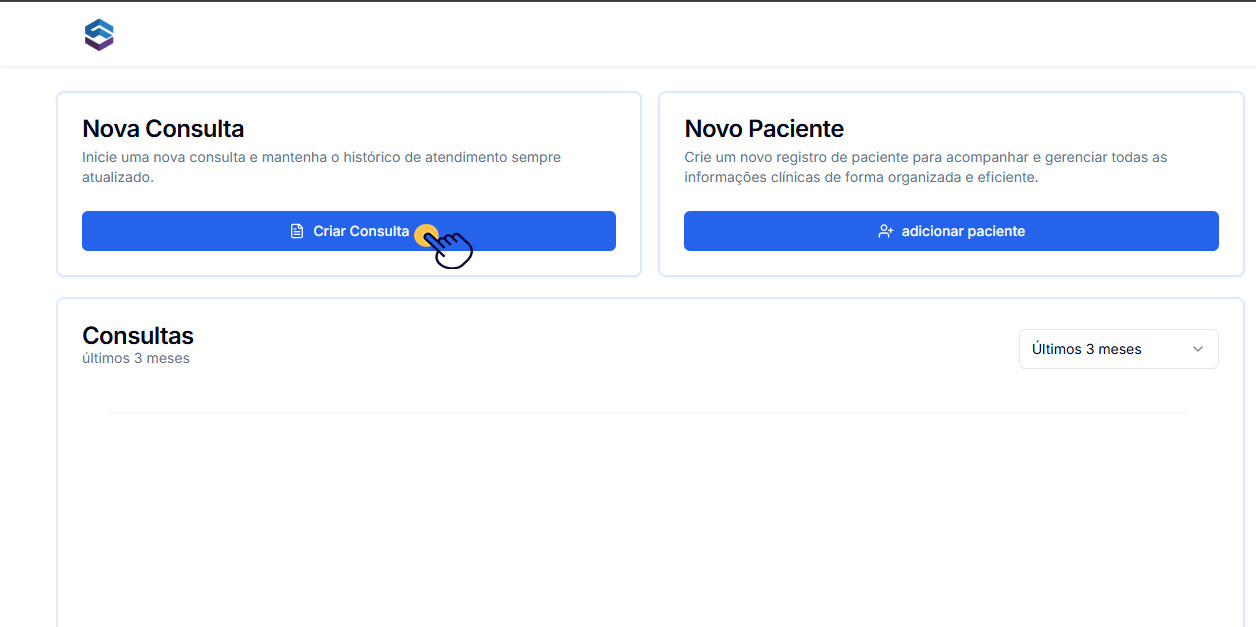 Nova Consulta
Inicie uma nova consulta e mantenha o histórico de atendimento sempre
atualizado.
Criar Consulta
Novo Paciente
Crie um novo registro de paciente para acompanhar e gerenciar todas as
informações clínicas de forma organizada e eficiente.
adicionar paciente
Consultas
últimos 3 meses
Últimos 3 meses